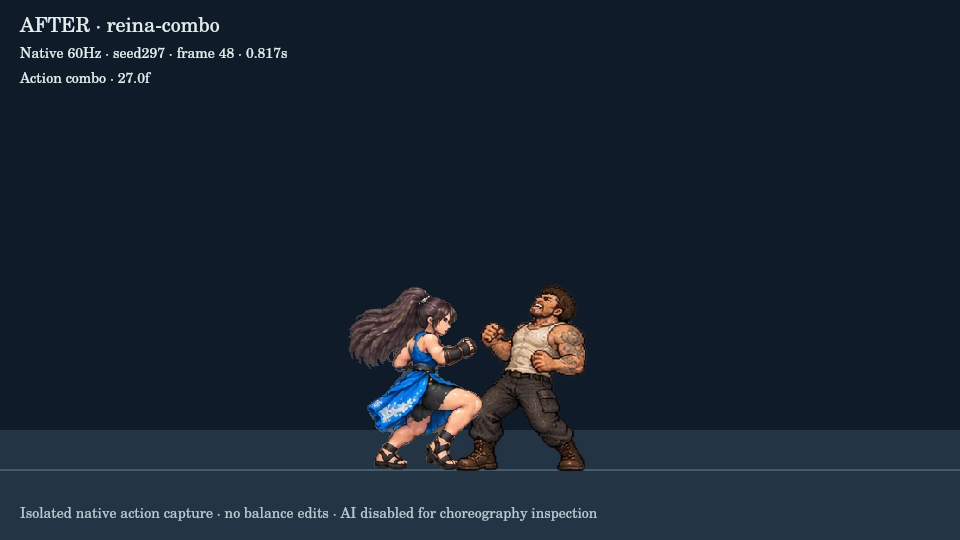 AFTER · reina-combo
Native 60Hz · seed297 · frame 48 · 0.817s
Action combo · 27.0f
Isolated native action capture · no balance edits · AI disabled for choreography inspection